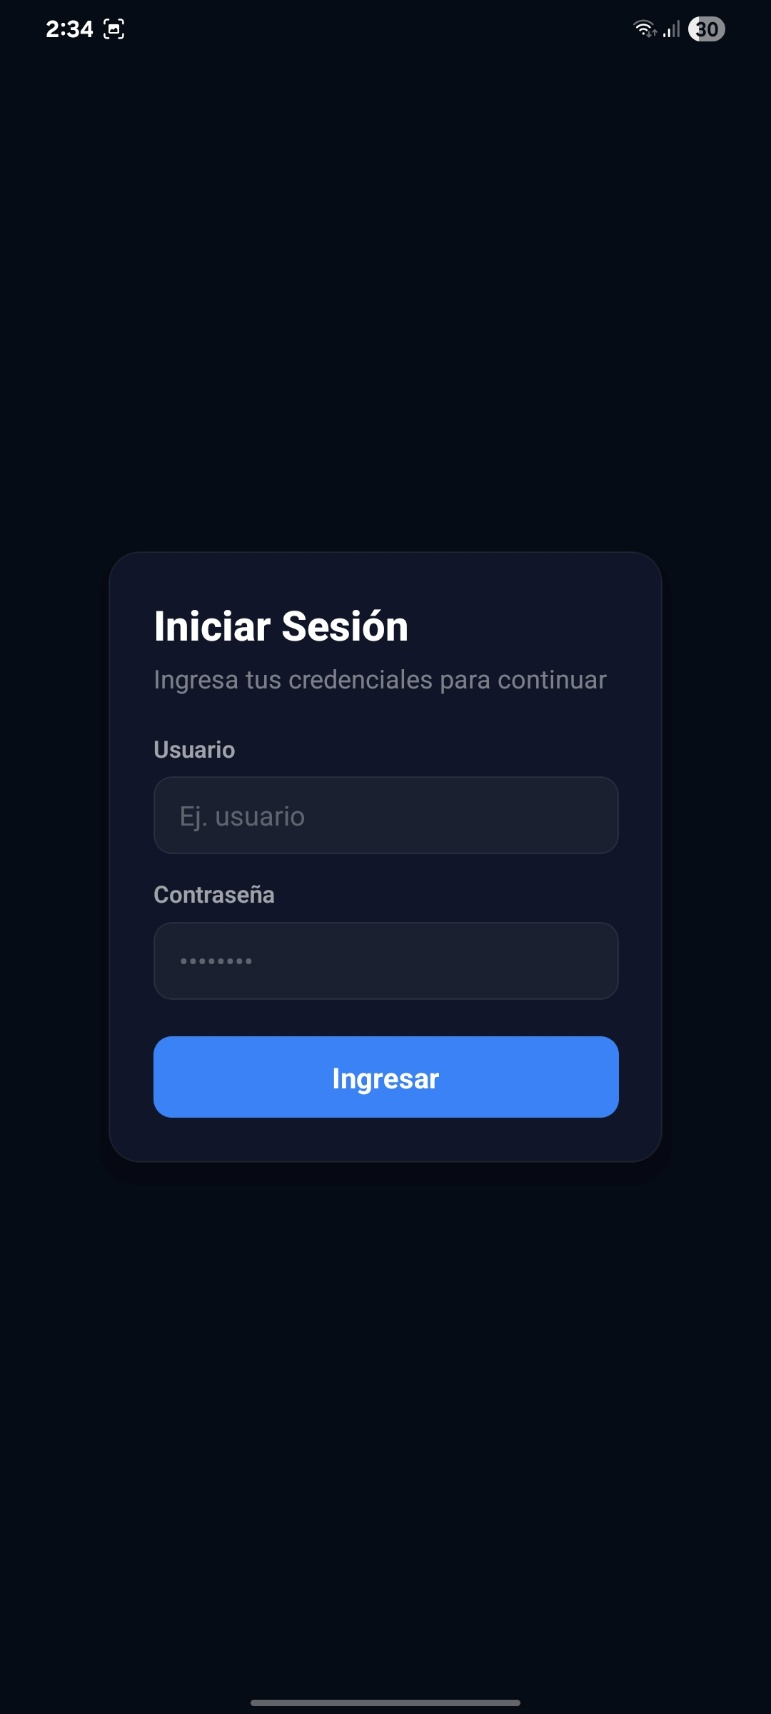 2:34
30
Iniciar Sesión
Ingresa tus credenciales para continuar
Usuario
Ej. usuario
Contraseña
••••••••
Ingresar